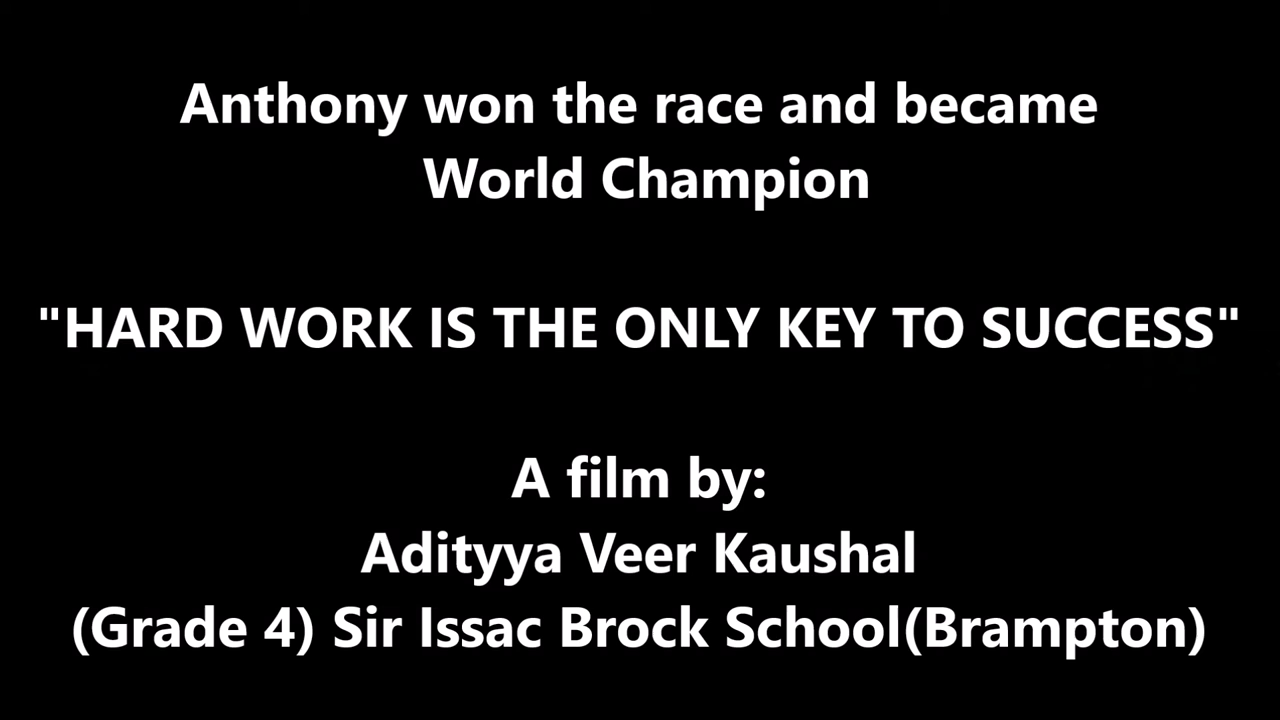 Anthony won the race and became
World Champion
"HARD WORK IS THE ONLY KEY TO SUCCESS"
A film by:
Adityya Veer Kaushal
(Grade 4) Sir Issac Brock School(Brampton)